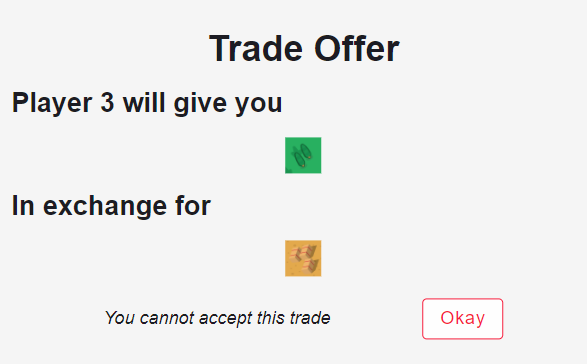 Trade Offer
Player 3 will give you
In exchange for
You cannot accept this trade
Okay